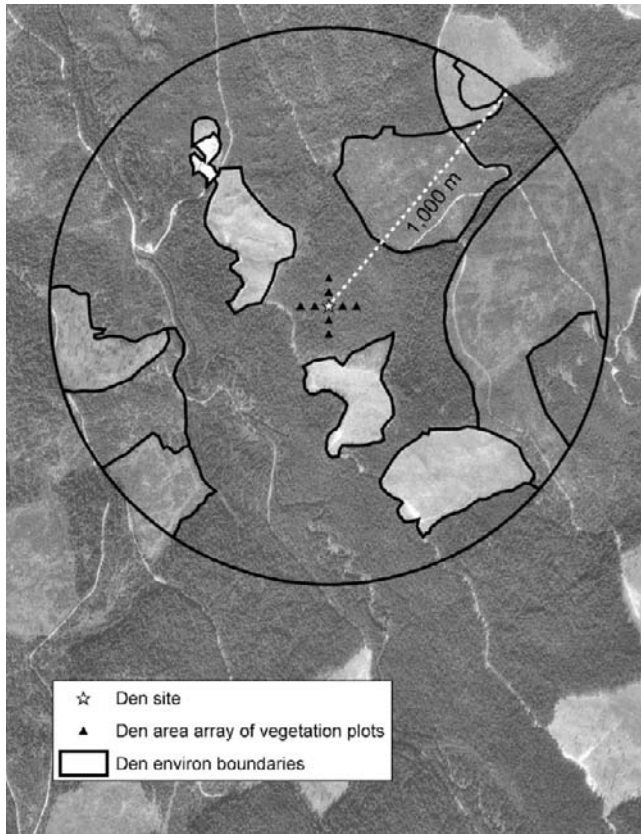 1,000 m
Den site
Den area array of vegetation plots
Den environ boundaries